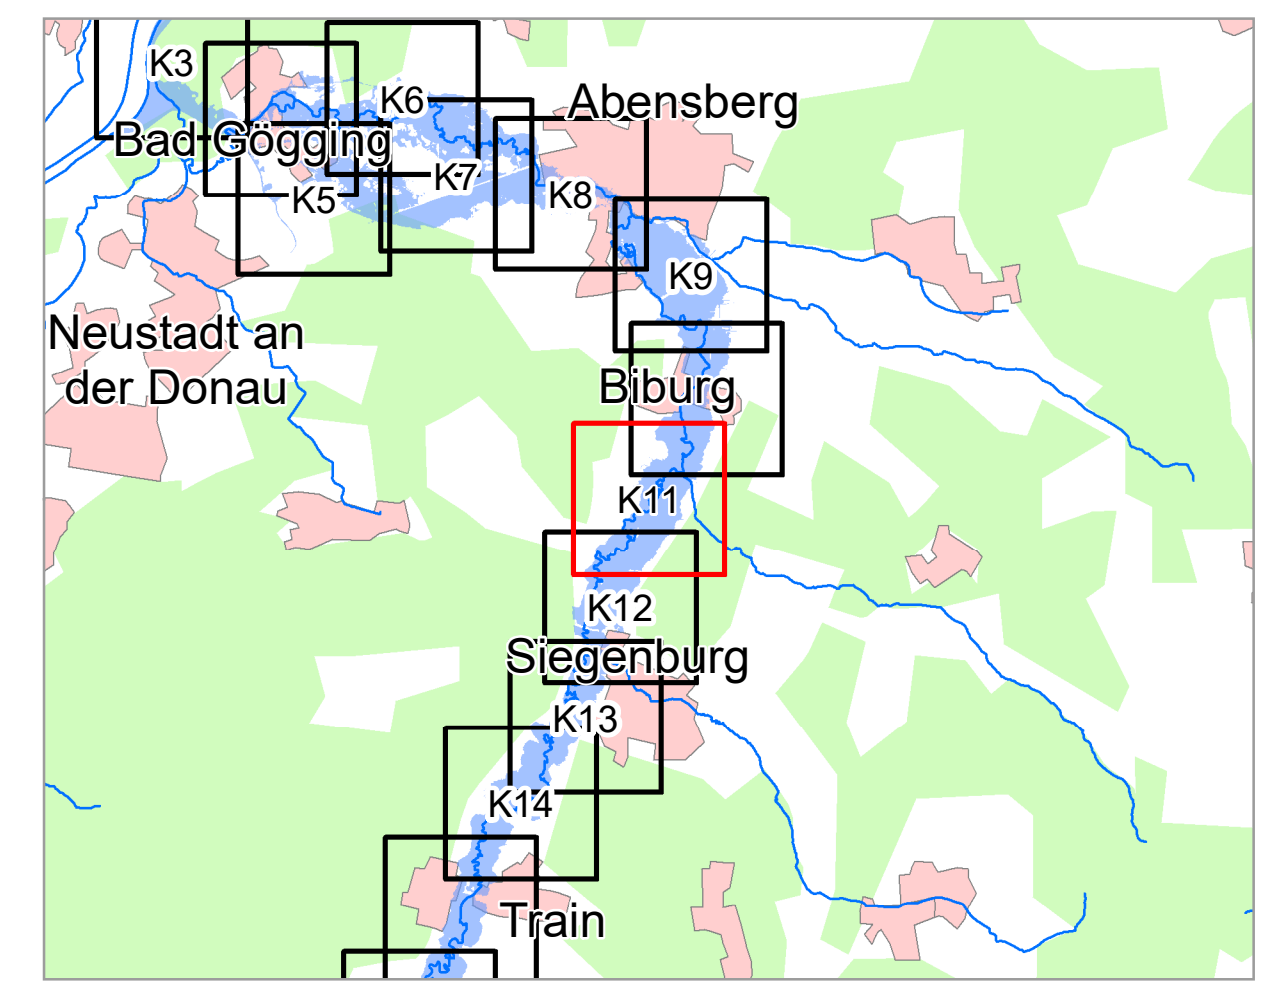 K3
K6
Abensberg
Bad Gögging
K7
K8
K5
K9
Neustadt an
der Donau
Biburg
K11
K12
Siegenburg
K13
K14
Train